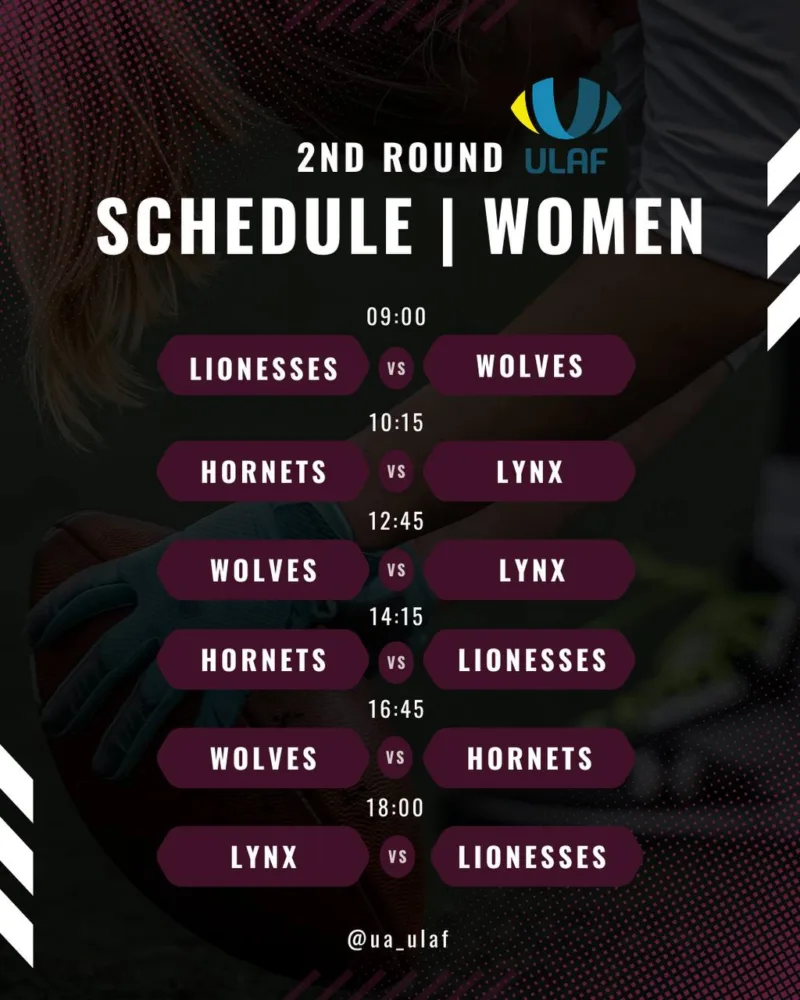 2ND ROUND ULAF
SCHEDULE | WOMEN
09:00
LIONESSES VS WOLVES
10:15
HORNETS VS LYNX
12:45
WOLVES VS LYNX
14:15
HORNETS VS LIONESSES
16:45
WOLVES VS HORNETS
18:00
LYNX VS LIONESSES
@ua_ulaf